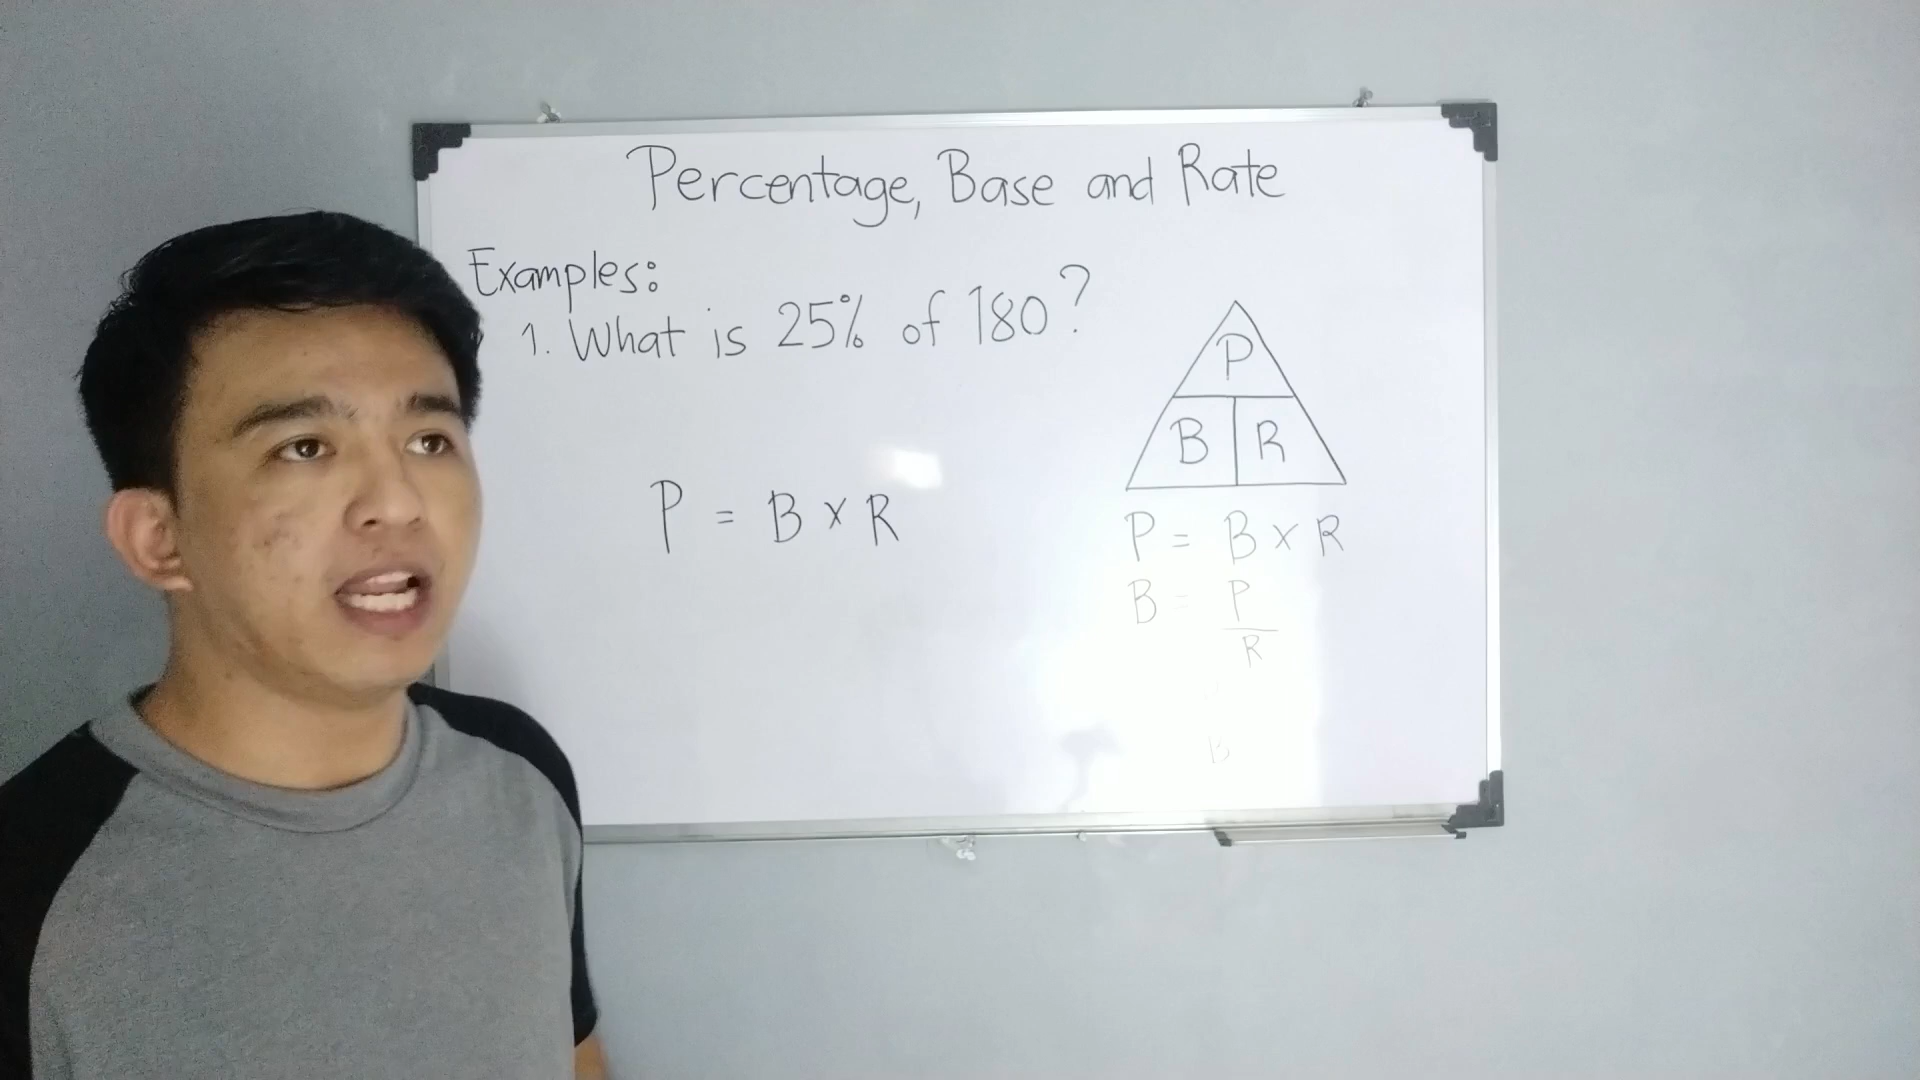 Percentage, Base and Rate
Examples:
1. What is 25% of 180?
P = B x R
P
B R
P = B x R
B = P
R
B